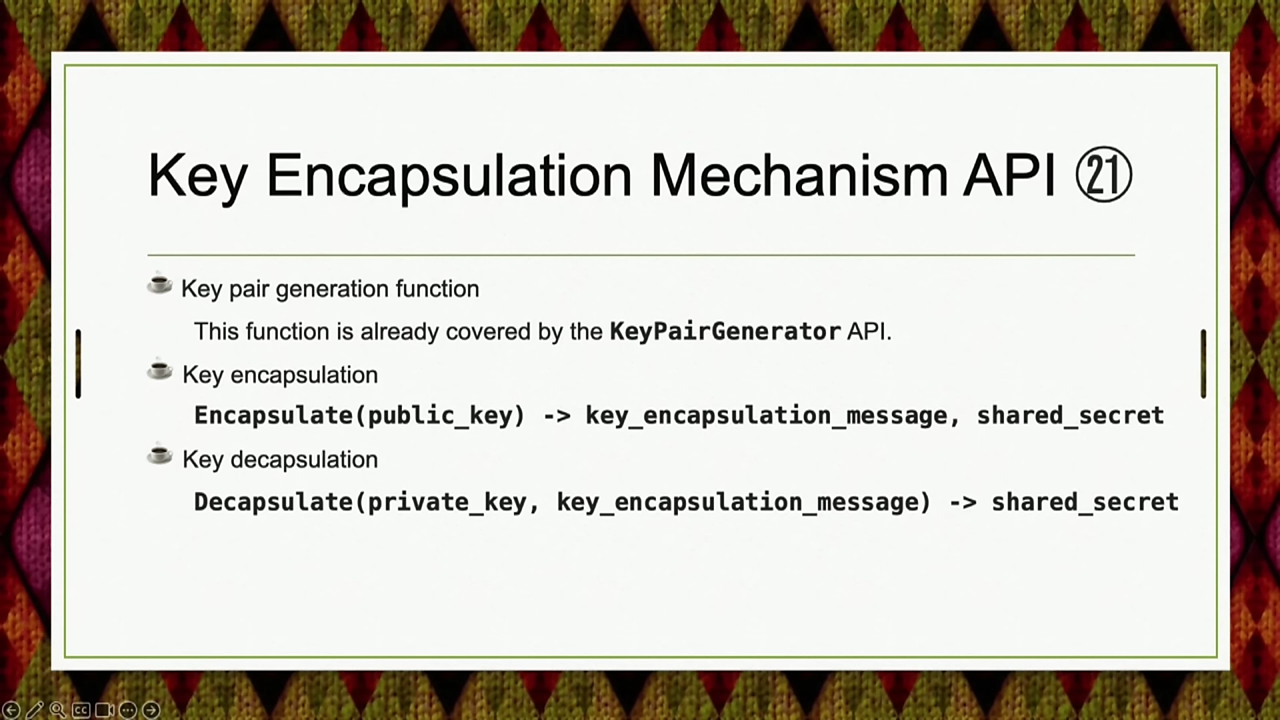 Key Encapsulation Mechanism API ㉑
Key pair generation function
This function is already covered by the KeyPairGenerator API.
Key encapsulation
Encapsulate(public_key) -> key_encapsulation_message, shared_secret
Key decapsulation
Decapsulate(private_key, key_encapsulation_message) -> shared_secret
CC